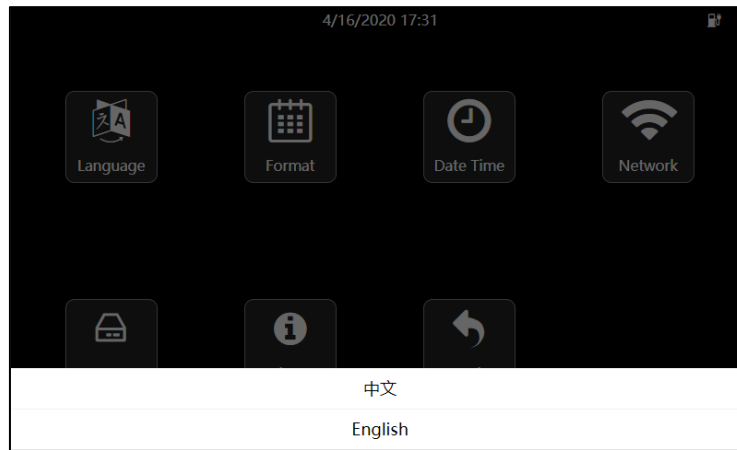 4/16/2020 17:31
Language
Format
Date Time
Network
中文
English